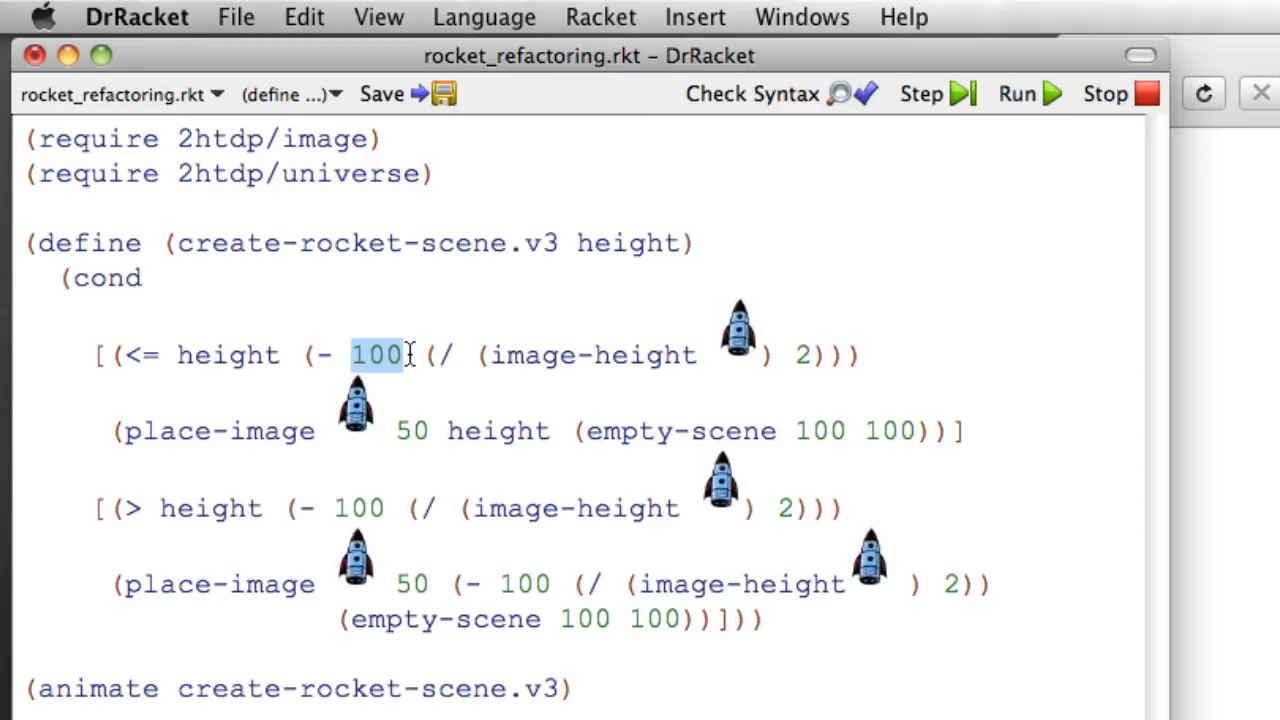 DrRacket File Edit View Language Racket Insert Windows Help
rocket_refactoring.rkt – DrRacket
rocket_refactoring.rkt (define ...) Save Check Syntax Step Run Stop
(require 2htdp/image)
(require 2htdp/universe)
(define (create-rocket-scene.v3 height)
(cond
[(<= height (- 100 (/ (image-height ) 2)))
(place-image 50 height (empty-scene 100 100))]
[(> height (- 100 (/ (image-height ) 2)))
(place-image 50 (- 100 (/ (image-height ) 2))
(empty-scene 100 100))]))
(animate create-rocket-scene.v3)